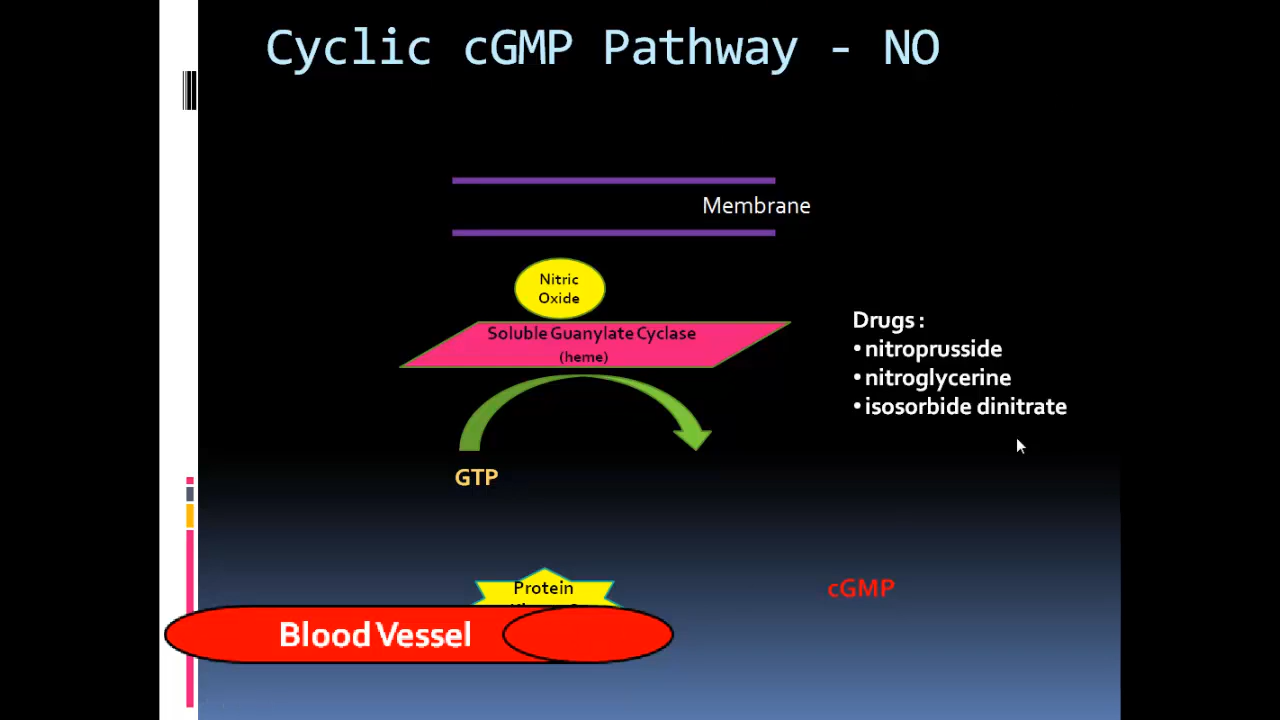 Cyclic cGMP Pathway - NO
Membrane
Nitric
Oxide
Soluble Guanylate Cyclase
(heme)
Drugs :
• nitroprusside
• nitroglycerine
• isosorbide dinitrate
GTP
Protein
cGMP
Blood Vessel